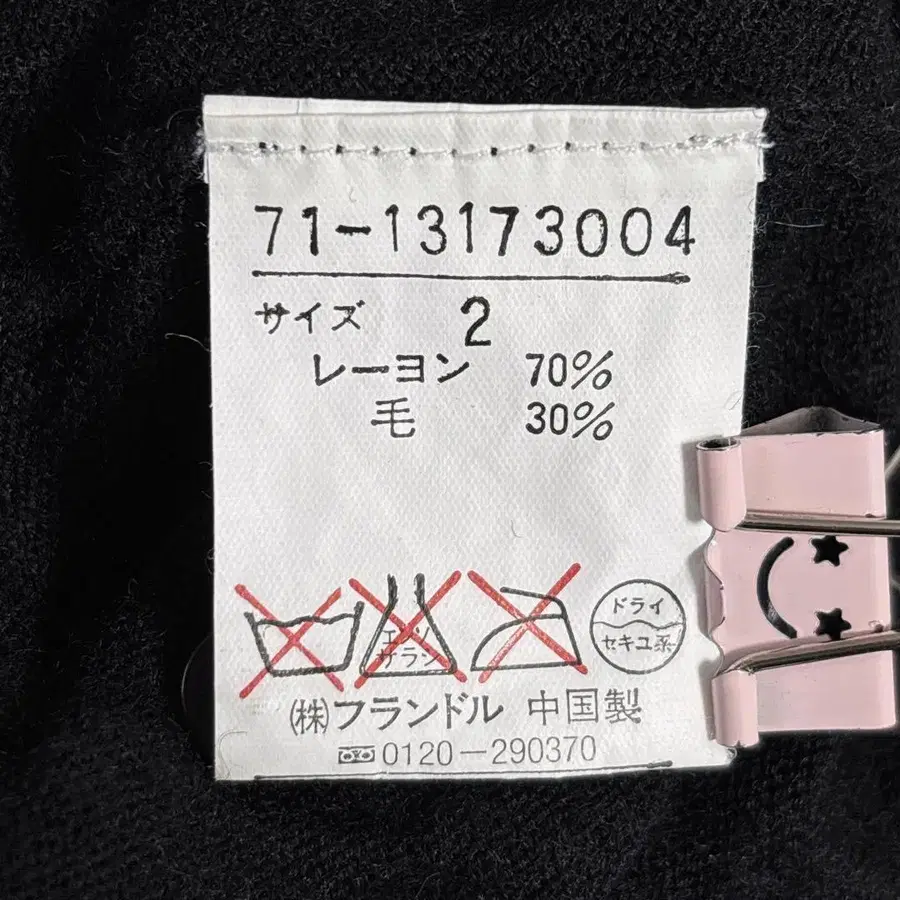 71-13173004
サイズ 2
レーヨン 70%
毛 30%
エンソ
サラシ
ドライ
セキユ系
㈱フランドル 中国製
0120-290370